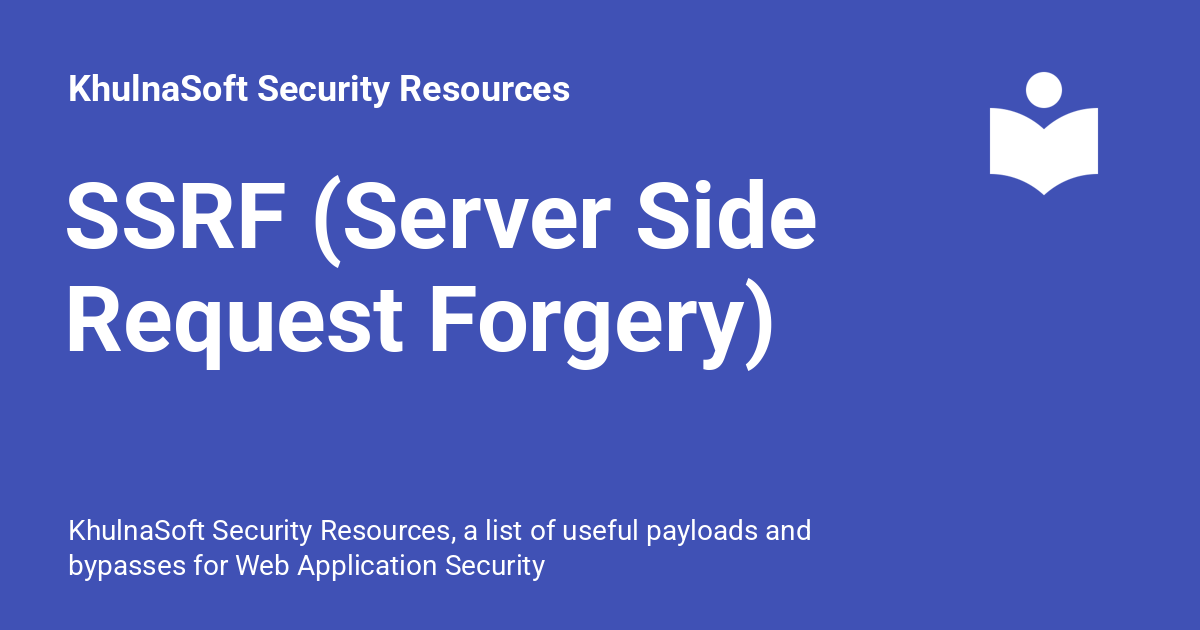 KhulnaSoft Security Resources
SSRF (Server Side
Request Forgery)
KhulnaSoft Security Resources, a list of useful payloads and
bypasses for Web Application Security